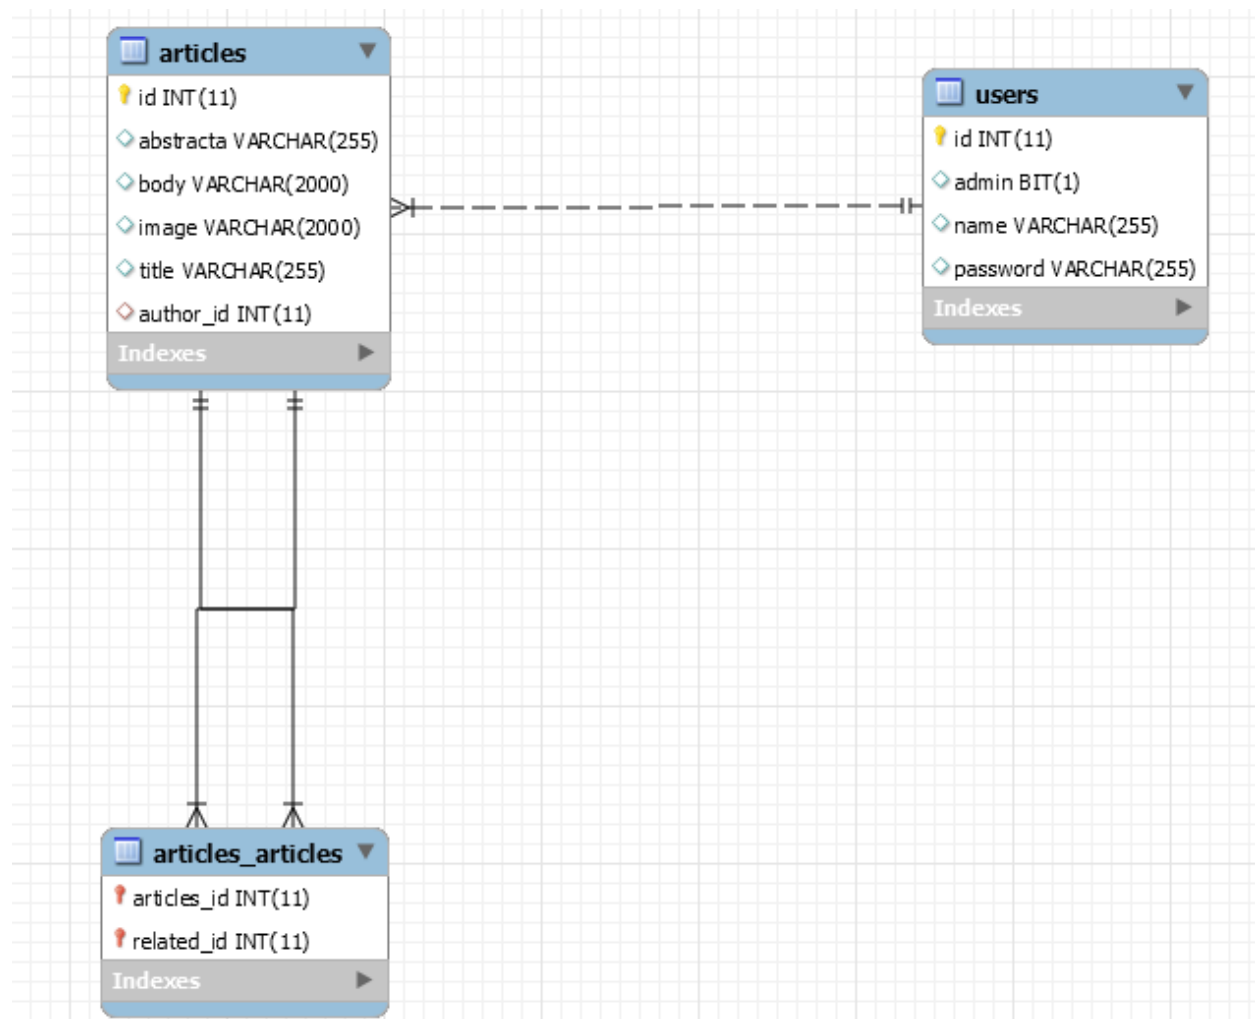 articles
id INT(11)
abstracta VARCHAR(255)
body VARCHAR(2000)
image VARCHAR(2000)
title VARCHAR(255)
author_id INT(11)
Indexes
users
id INT(11)
admin BIT(1)
name VARCHAR(255)
password VARCHAR(255)
Indexes
articles_articles
articles_id INT(11)
related_id INT(11)
Indexes